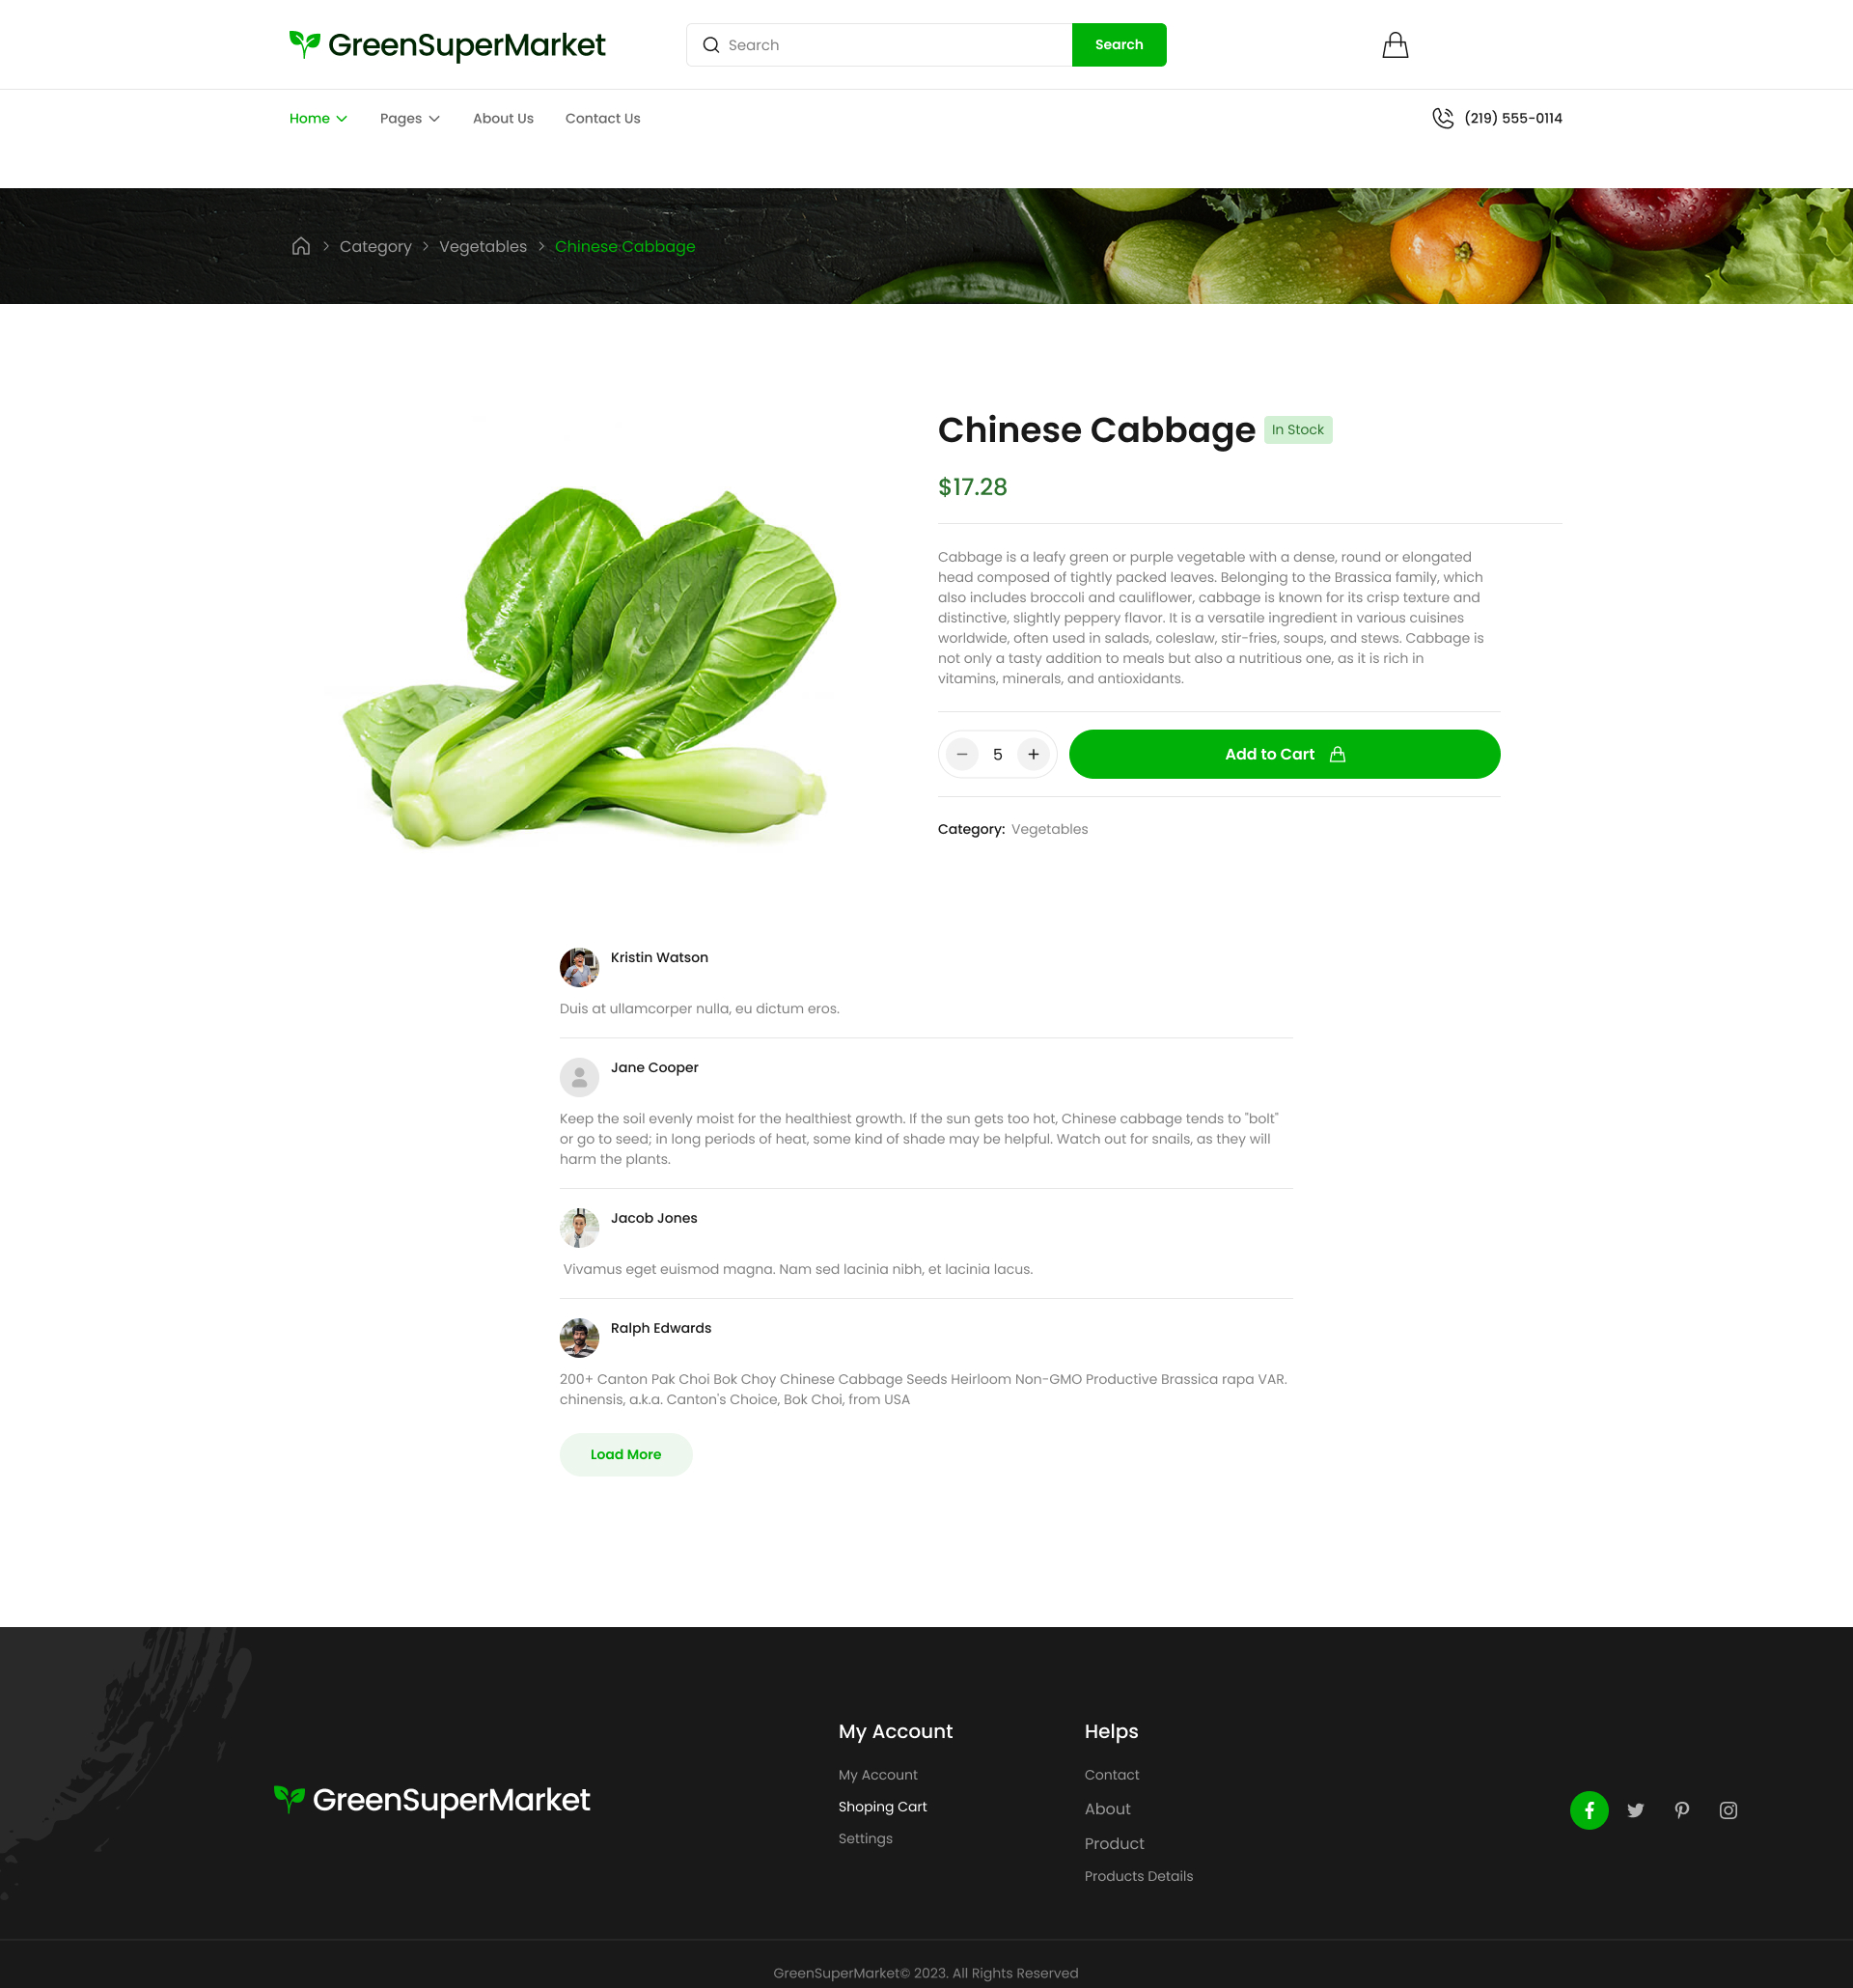 GreenSuperMarket
Search
Search
Home
Pages
About Us
Contact Us
(219) 555-0114
Category
Vegetables
Chinese Cabbage
Chinese Cabbage
In Stock
$17.28
Cabbage is a leafy green or purple vegetable with a dense, round or elongated
head composed of tightly packed leaves. Belonging to the Brassica family, which
also includes broccoli and cauliflower, cabbage is known for its crisp texture and
distinctive, slightly peppery flavor. It is a versatile ingredient in various cuisines
worldwide, often used in salads, coleslaw, stir-fries, soups, and stews. Cabbage is
not only a tasty addition to meals but also a nutritious one, as it is rich in
vitamins, minerals, and antioxidants.
5
Add to Cart
Category: Vegetables
Kristin Watson
Duis at ullamcorper nulla, eu dictum eros.
Jane Cooper
Keep the soil evenly moist for the healthiest growth. If the sun gets too hot, Chinese cabbage tends to "bolt"
or go to seed; in long periods of heat, some kind of shade may be helpful. Watch out for snails, as they will
harm the plants.
Jacob Jones
Vivamus eget euismod magna. Nam sed lacinia nibh, et lacinia lacus.
Ralph Edwards
200+ Canton Pak Choi Bok Choy Chinese Cabbage Seeds Heirloom Non-GMO Productive Brassica rapa VAR.
chinensis, a.k.a. Canton's Choice, Bok Choi, from USA
Load More
GreenSuperMarket
My Account
My Account
Shoping Cart
Settings
Helps
Contact
About
Product
Products Details
GreenSuperMarket© 2023. All Rights Reserved